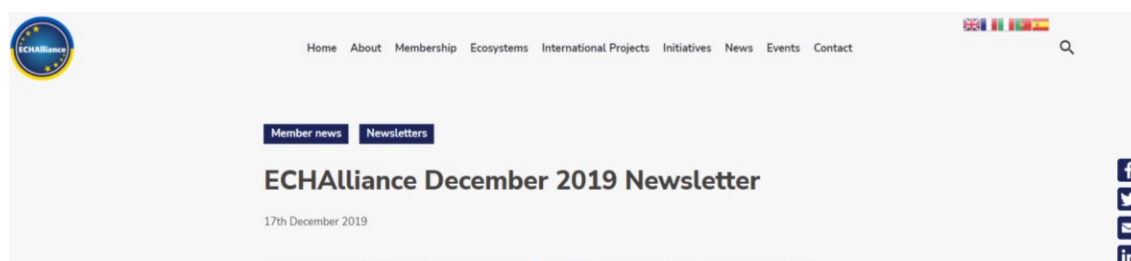 ECHAlliance
Home About Membership Ecosystems International Projects Initiatives News Events Contact
Member news Newsletters
ECHAlliance December 2019 Newsletter
17th December 2019